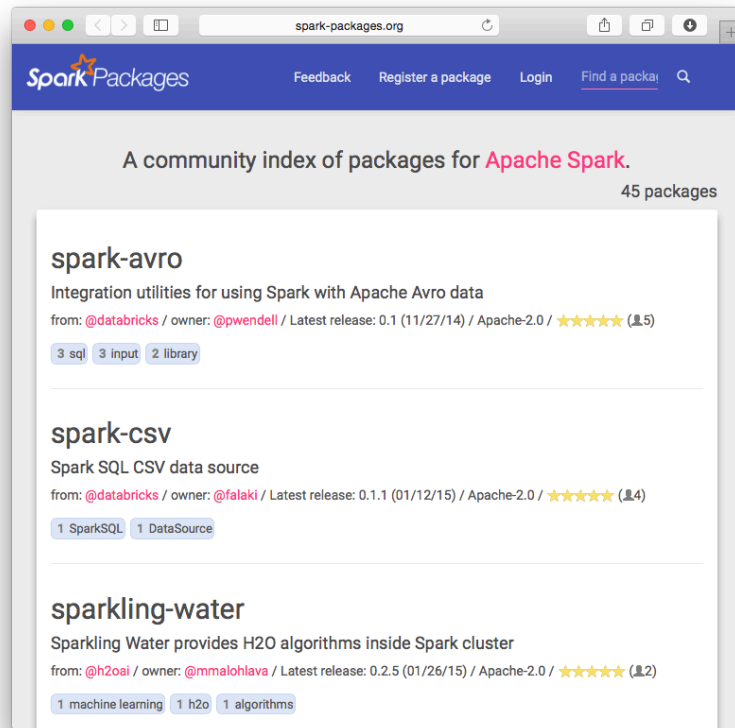 spark-packages.org
Spark Packages Feedback Register a package Login Find a packa
A community index of packages for Apache Spark.
45 packages
spark-avro
Integration utilities for using Spark with Apache Avro data
from: @databricks / owner: @pwendell / Latest release: 0.1 (11/27/14) / Apache-2.0 / ★★★★★ (5)
3 sql 3 input 2 library
spark-csv
Spark SQL CSV data source
from: @databricks / owner: @falaki / Latest release: 0.1.1 (01/12/15) / Apache-2.0 / ★★★★★ (4)
1 SparkSQL 1 DataSource
sparkling-water
Sparkling Water provides H2O algorithms inside Spark cluster
from: @h2oai / owner: @mmalohlava / Latest release: 0.2.5 (01/26/15) / Apache-2.0 / ★★★★★ (2)
1 machine learning 1 h2o 1 algorithms